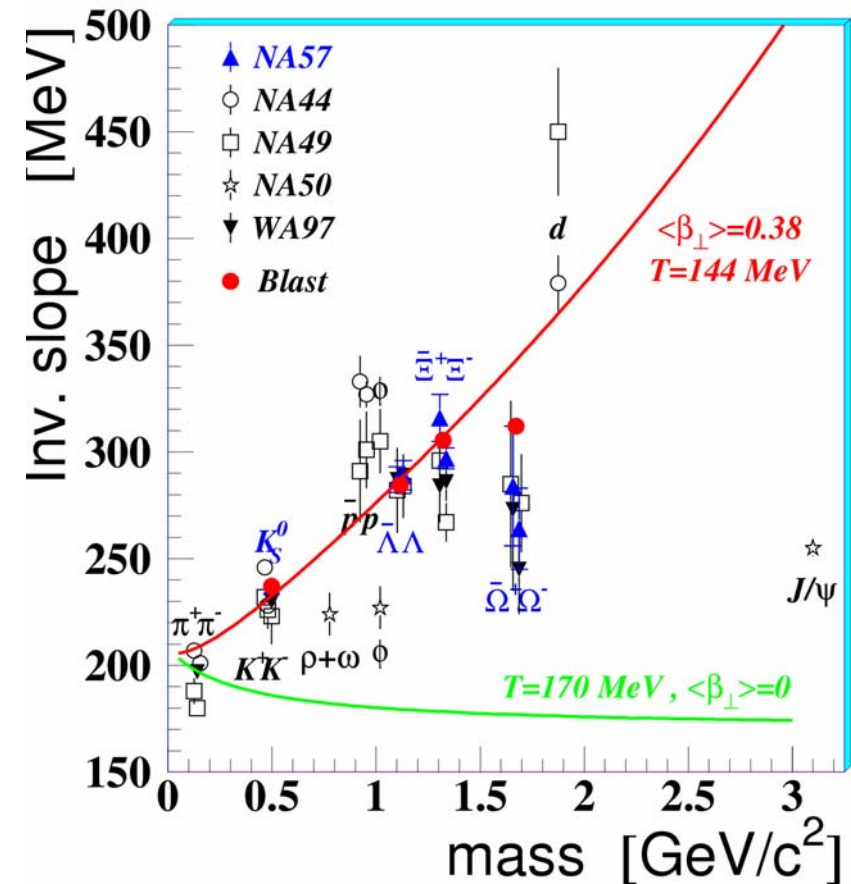 Inv. slope [MeV]
500
450
400
350
300
250
200
150
NA57
NA44
NA49
NA50
WA97
Blast
d
<β⊥>=0.38
T=144 MeV
Ξ̄⁺Ξ⁻
ϕ
p̄ p
Λ̄ Λ
K⁰_S
Ω̄⁺Ω⁻
J/ψ
π⁺π⁻
K⁺K⁻
ρ+ω
ϕ
T=170 MeV , <β⊥>=0
0 0.5 1 1.5 2 2.5 3
mass [GeV/c²]